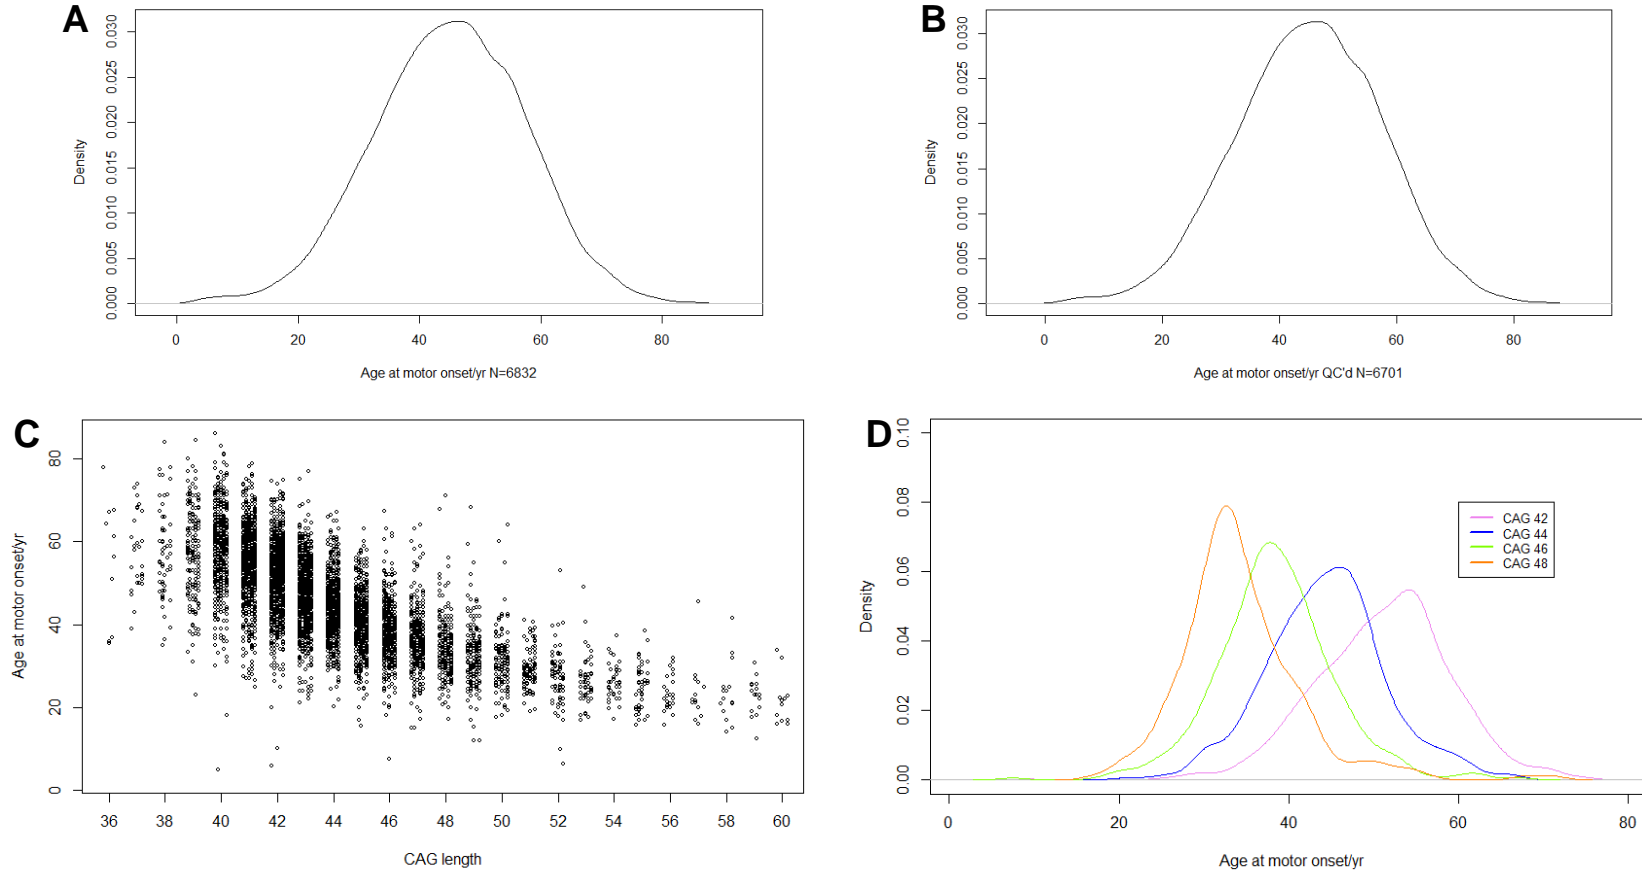 A
0.000 0.005 0.010 0.015 0.020 0.025 0.030
Density
0 20 40 60 80
Age at motor onset/yr N=6832
B
0.000 0.005 0.010 0.015 0.020 0.025 0.030
Density
0 20 40 60 80
Age at motor onset/yr QC'd N=6701
C
0 20 40 60 80
Age at motor onset/yr
36 38 40 42 44 46 48 50 52 54 56 58 60
CAG length
D
0.00 0.02 0.04 0.06 0.08 0.10
Density
CAG 42
CAG 44
CAG 46
CAG 48
0 20 40 60 80
Age at motor onset/yr